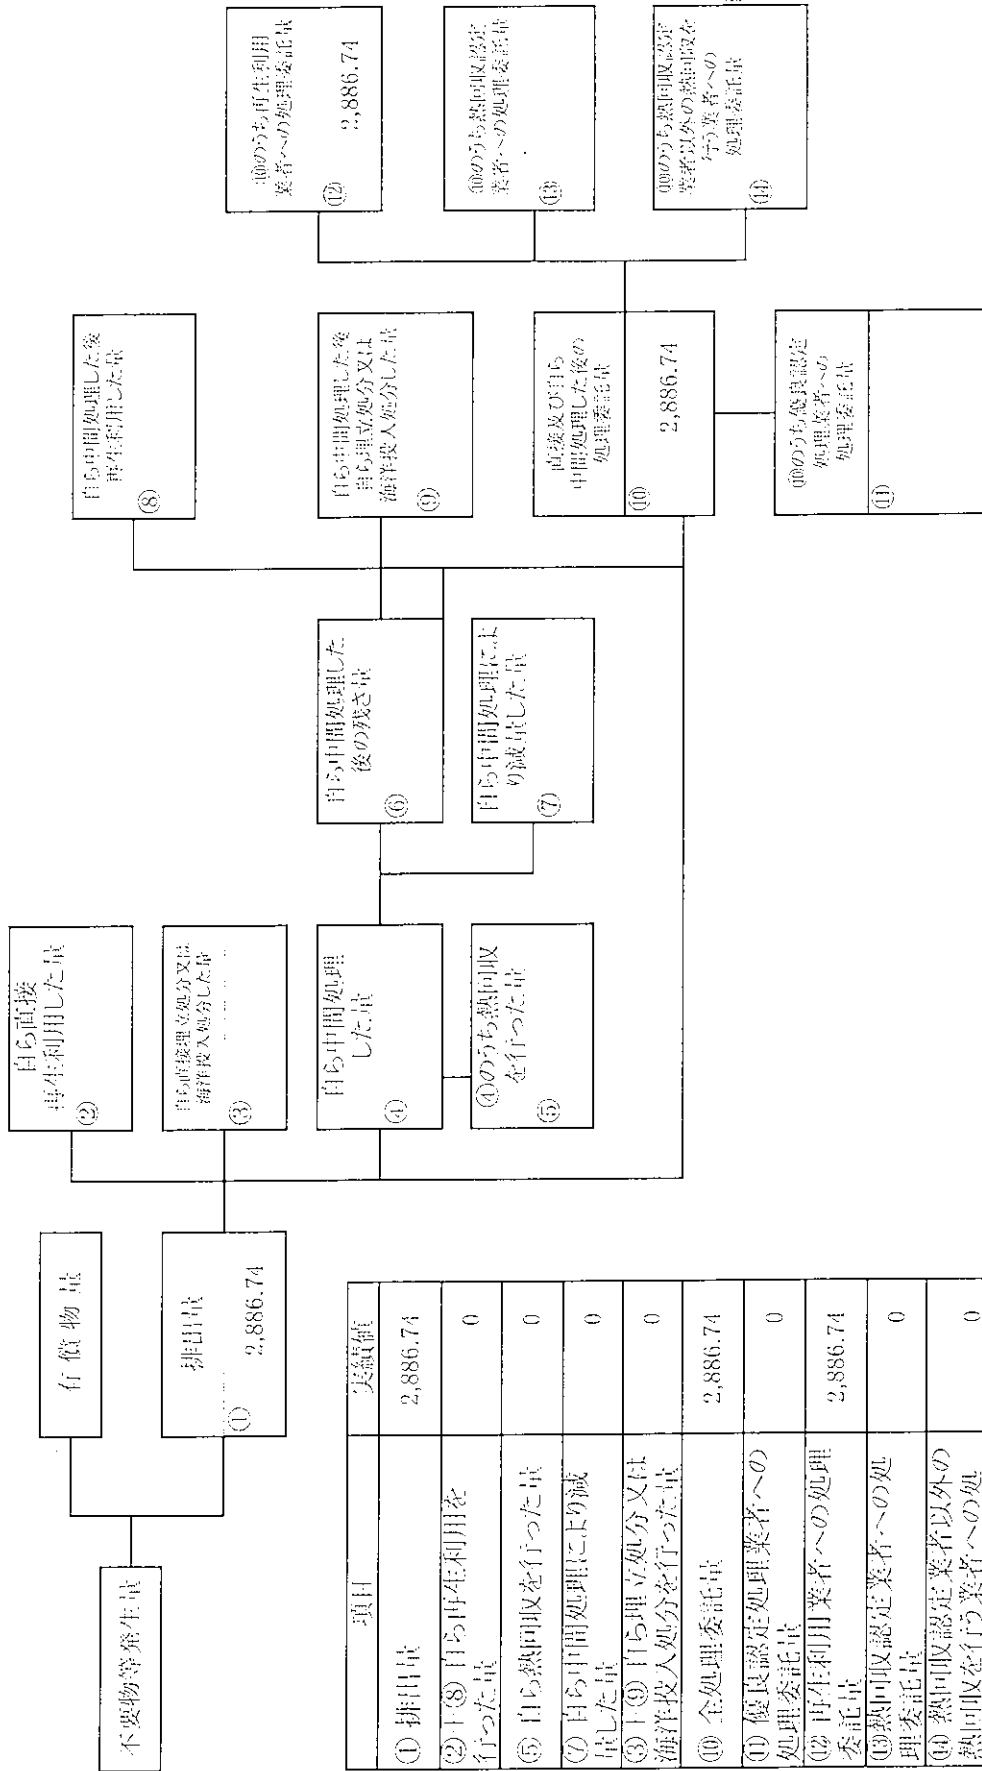 不要物等発生量
有償物量
排出量
①
2,886.74
自ら直接
再生利用した量
②
自ら直接埋立処分又は
海洋投入処分した量
③
自ら中間処理
した量
④
④のうち熱回収
を行った量
⑤
自ら中間処理した
後の残さ量
⑥
自ら中間処理によ
り減量した量
⑦
自ら中間処理した後
再生利用した量
⑧
自ら中間処理した後
自ら埋立処分又は
海洋投入処分した量
⑨
直接及び自ら
中間処理した後の
処理委託量
⑩
2,886.74
⑩のうち優良認定
処理業者への
処理委託量
⑪
⑩のうち再生利用
業者への処理委託量
⑫
2,886.74
⑩のうち熱回収認定
業者への処理委託量
⑬
⑩のうち熱回収認定
業者以外の熱回収を
行う業者への
処理委託量
⑭
項目 実績値
① 排出量 2,886.74
②+⑧ 自ら再生利用を
行った量 0
⑤ 自ら熱回収を行った量 0
⑦ 自ら中間処理により減
量した量 0
③+⑨ 自ら埋立処分又は
海洋投入処分を行った量 0
⑩ 全処理委託量 2,886.74
⑪ 優良認定処理業者への
処理委託量 0
⑫ 再生利用業者への処理
委託量 2,886.74
⑬熱回収認定業者への処
理委託量 0
⑭ 熱回収認定業者以外の
熱回収を行う業者への処 0